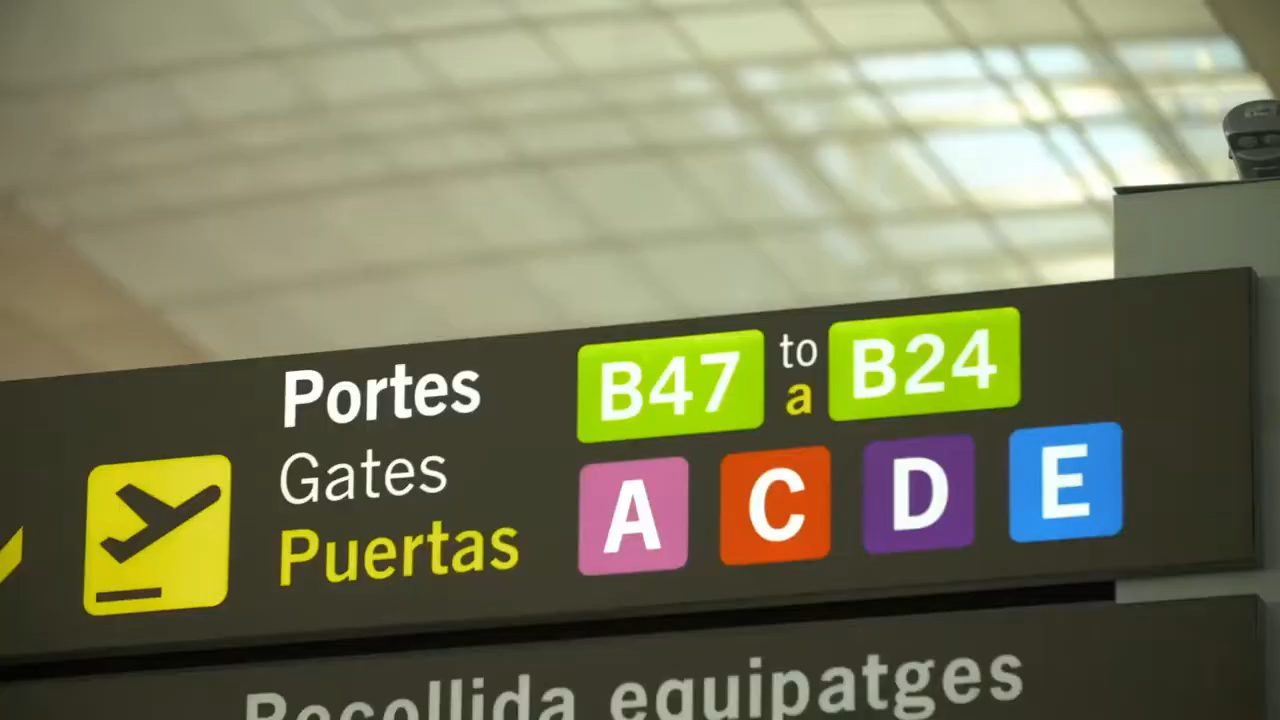 Portes B47 to B24
Gates a
Puertas A C D E
Recollida equipatges